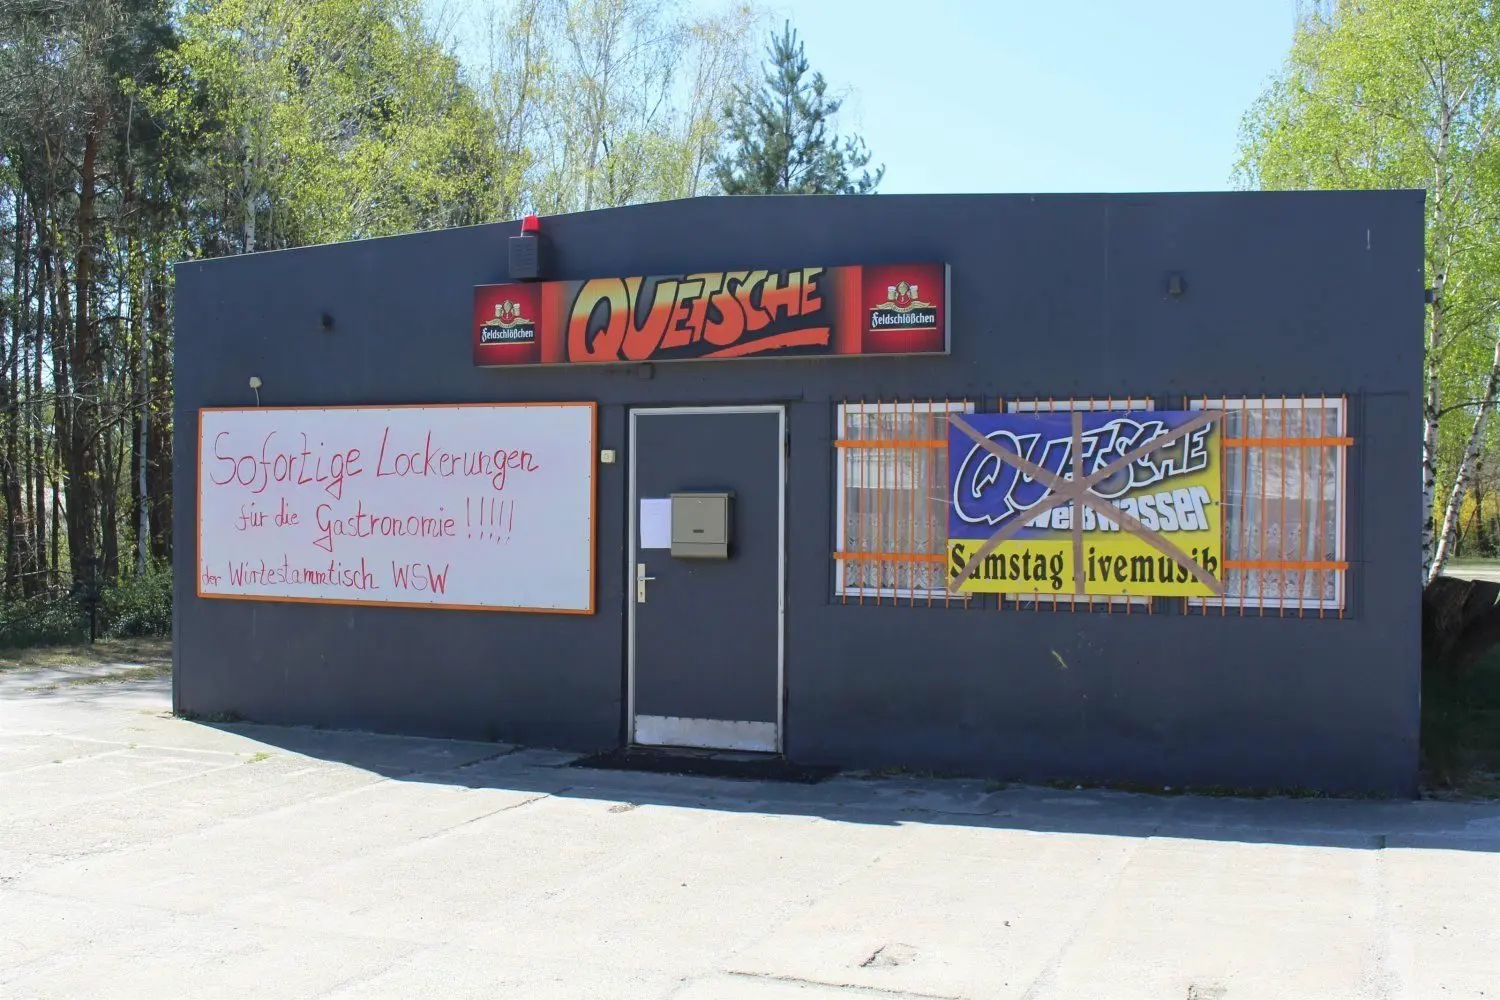 QUETSCHE
Feldschlößchen
Feldschlößchen
Sofortige Lockerungen
für die Gastronomie !!!!!
der Wirtestammtisch WSW
QUETSCHE
weißwasser
Samstag Livemusik